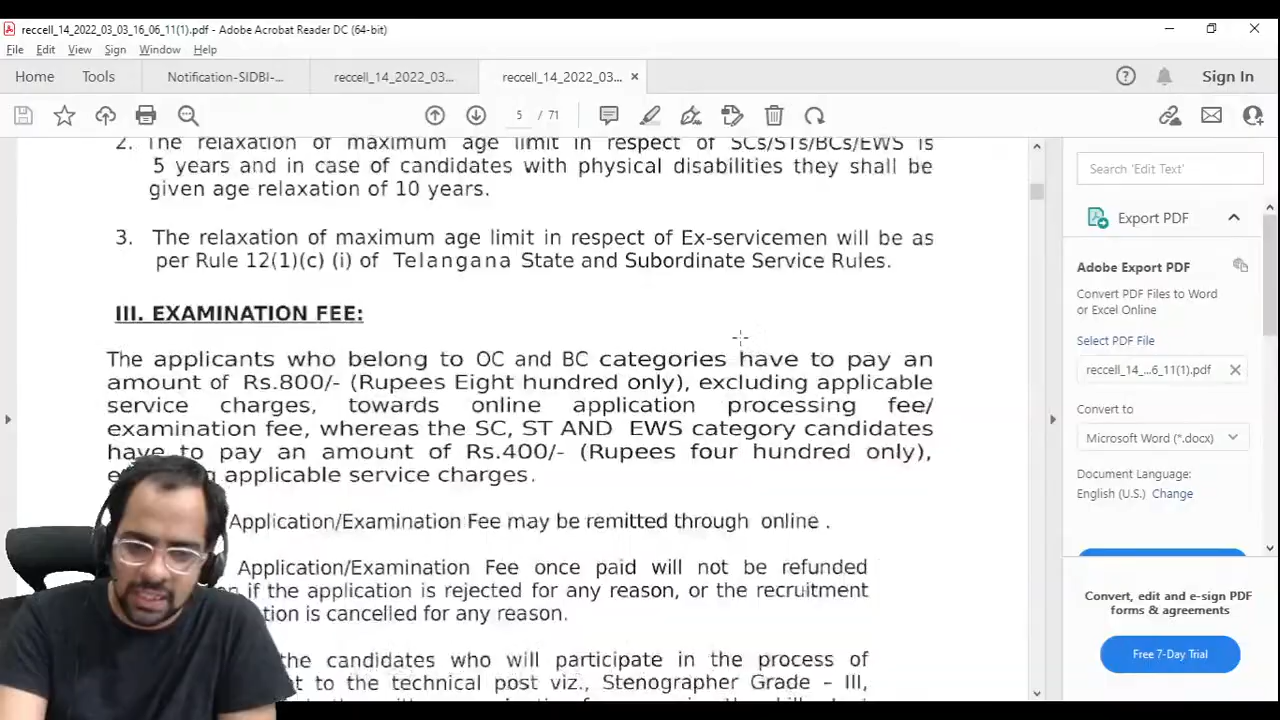 reccell_14_2022_03_03_16_06_11(1).pdf - Adobe Acrobat Reader DC (64-bit)
File Edit View Sign Window Help
Home Tools Notification-SIDBI-... reccell_14_2022_03... reccell_14_2022_03... × ? Sign In
5 / 71
2. The relaxation of maximum age limit in respect of SCs/STs/BCs/EWS is
5 years and in case of candidates with physical disabilities they shall be
given age relaxation of 10 years.
3. The relaxation of maximum age limit in respect of Ex-servicemen will be as
per Rule 12(1)(c) (i) of Telangana State and Subordinate Service Rules.
III. EXAMINATION FEE:
The applicants who belong to OC and BC categories have to pay an
amount of Rs.800/- (Rupees Eight hundred only), excluding applicable
service charges, towards online application processing fee/
examination fee, whereas the SC, ST AND EWS category candidates
have to pay an amount of Rs.400/- (Rupees four hundred only),
applicable service charges.
Application/Examination Fee may be remitted through online .
Application/Examination Fee once paid will not be refunded
if the application is rejected for any reason, or the recruitment
is cancelled for any reason.
the candidates who will participate in the process of
to the technical post viz., Stenographer Grade – III,
Search 'Edit Text'
Export PDF
Adobe Export PDF
Convert PDF Files to Word
or Excel Online
Select PDF File
reccell_14_...6_11(1).pdf ×
Convert to
Microsoft Word (*.docx)
Document Language:
English (U.S.) Change
Convert, edit and e-sign PDF
forms & agreements
Free 7-Day Trial